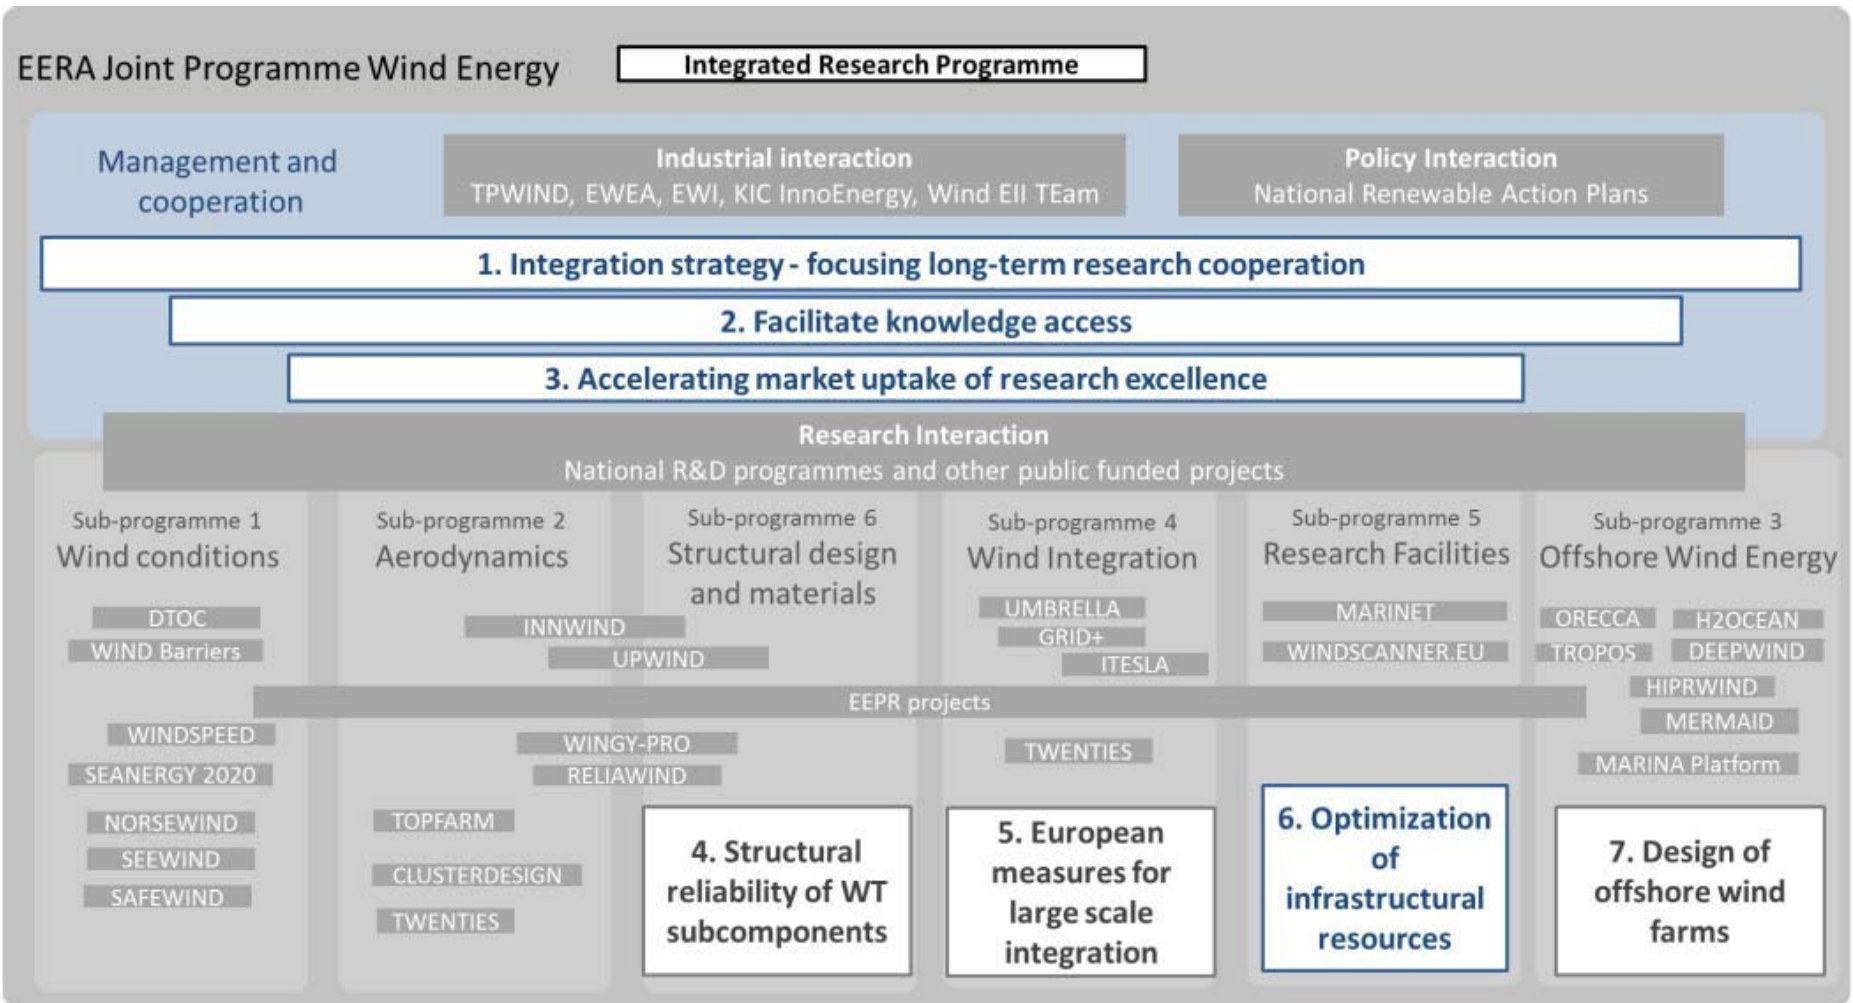 EERA Joint Programme Wind Energy
Integrated Research Programme
Management and
cooperation
Industrial interaction
TPWIND, EWEA, EWI, KIC InnoEnergy, Wind EII TEam
Policy Interaction
National Renewable Action Plans
1. Integration strategy - focusing long-term research cooperation
2. Facilitate knowledge access
3. Accelerating market uptake of research excellence
Research Interaction
National R&D programmes and other public funded projects
Sub-programme 1
Wind conditions
DTOC
WIND Barriers
WINDSPEED
SEANERGY 2020
NORSEWIND
SEEWIND
SAFEWIND
Sub-programme 2
Aerodynamics
INNWIND
UPWIND
EEPR projects
WINGY-PRO
RELIAWIND
TOPFARM
CLUSTERDESIGN
TWENTIES
Sub-programme 6
Structural design
and materials
4. Structural
reliability of WT
subcomponents
Sub-programme 4
Wind Integration
UMBRELLA
GRID+
ITESLA
TWENTIES
5. European
measures for
large scale
integration
Sub-programme 5
Research Facilities
MARINET
WINDSCANNER.EU
6. Optimization
of
infrastructural
resources
Sub-programme 3
Offshore Wind Energy
ORECCA
H2OCEAN
TROPOS
DEEPWIND
HIPRWIND
MERMAID
MARINA Platform
7. Design of
offshore wind
farms